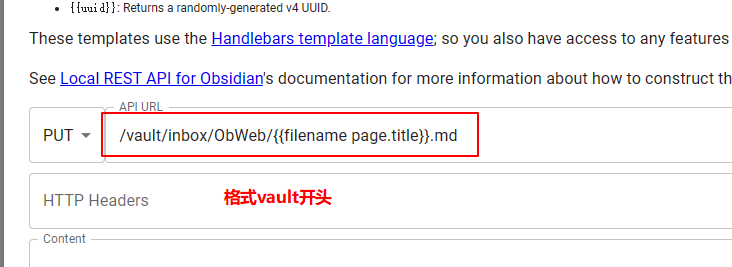 {{uuid}}: Returns a randomly-generated v4 UUID.
These templates use the Handlebars template language; so you also have access to any features
See Local REST API for Obsidian's documentation for more information about how to construct th
API URL
PUT /vault/inbox/ObWeb/{{filename page.title}}.md
HTTP Headers 格式vault开头
Content